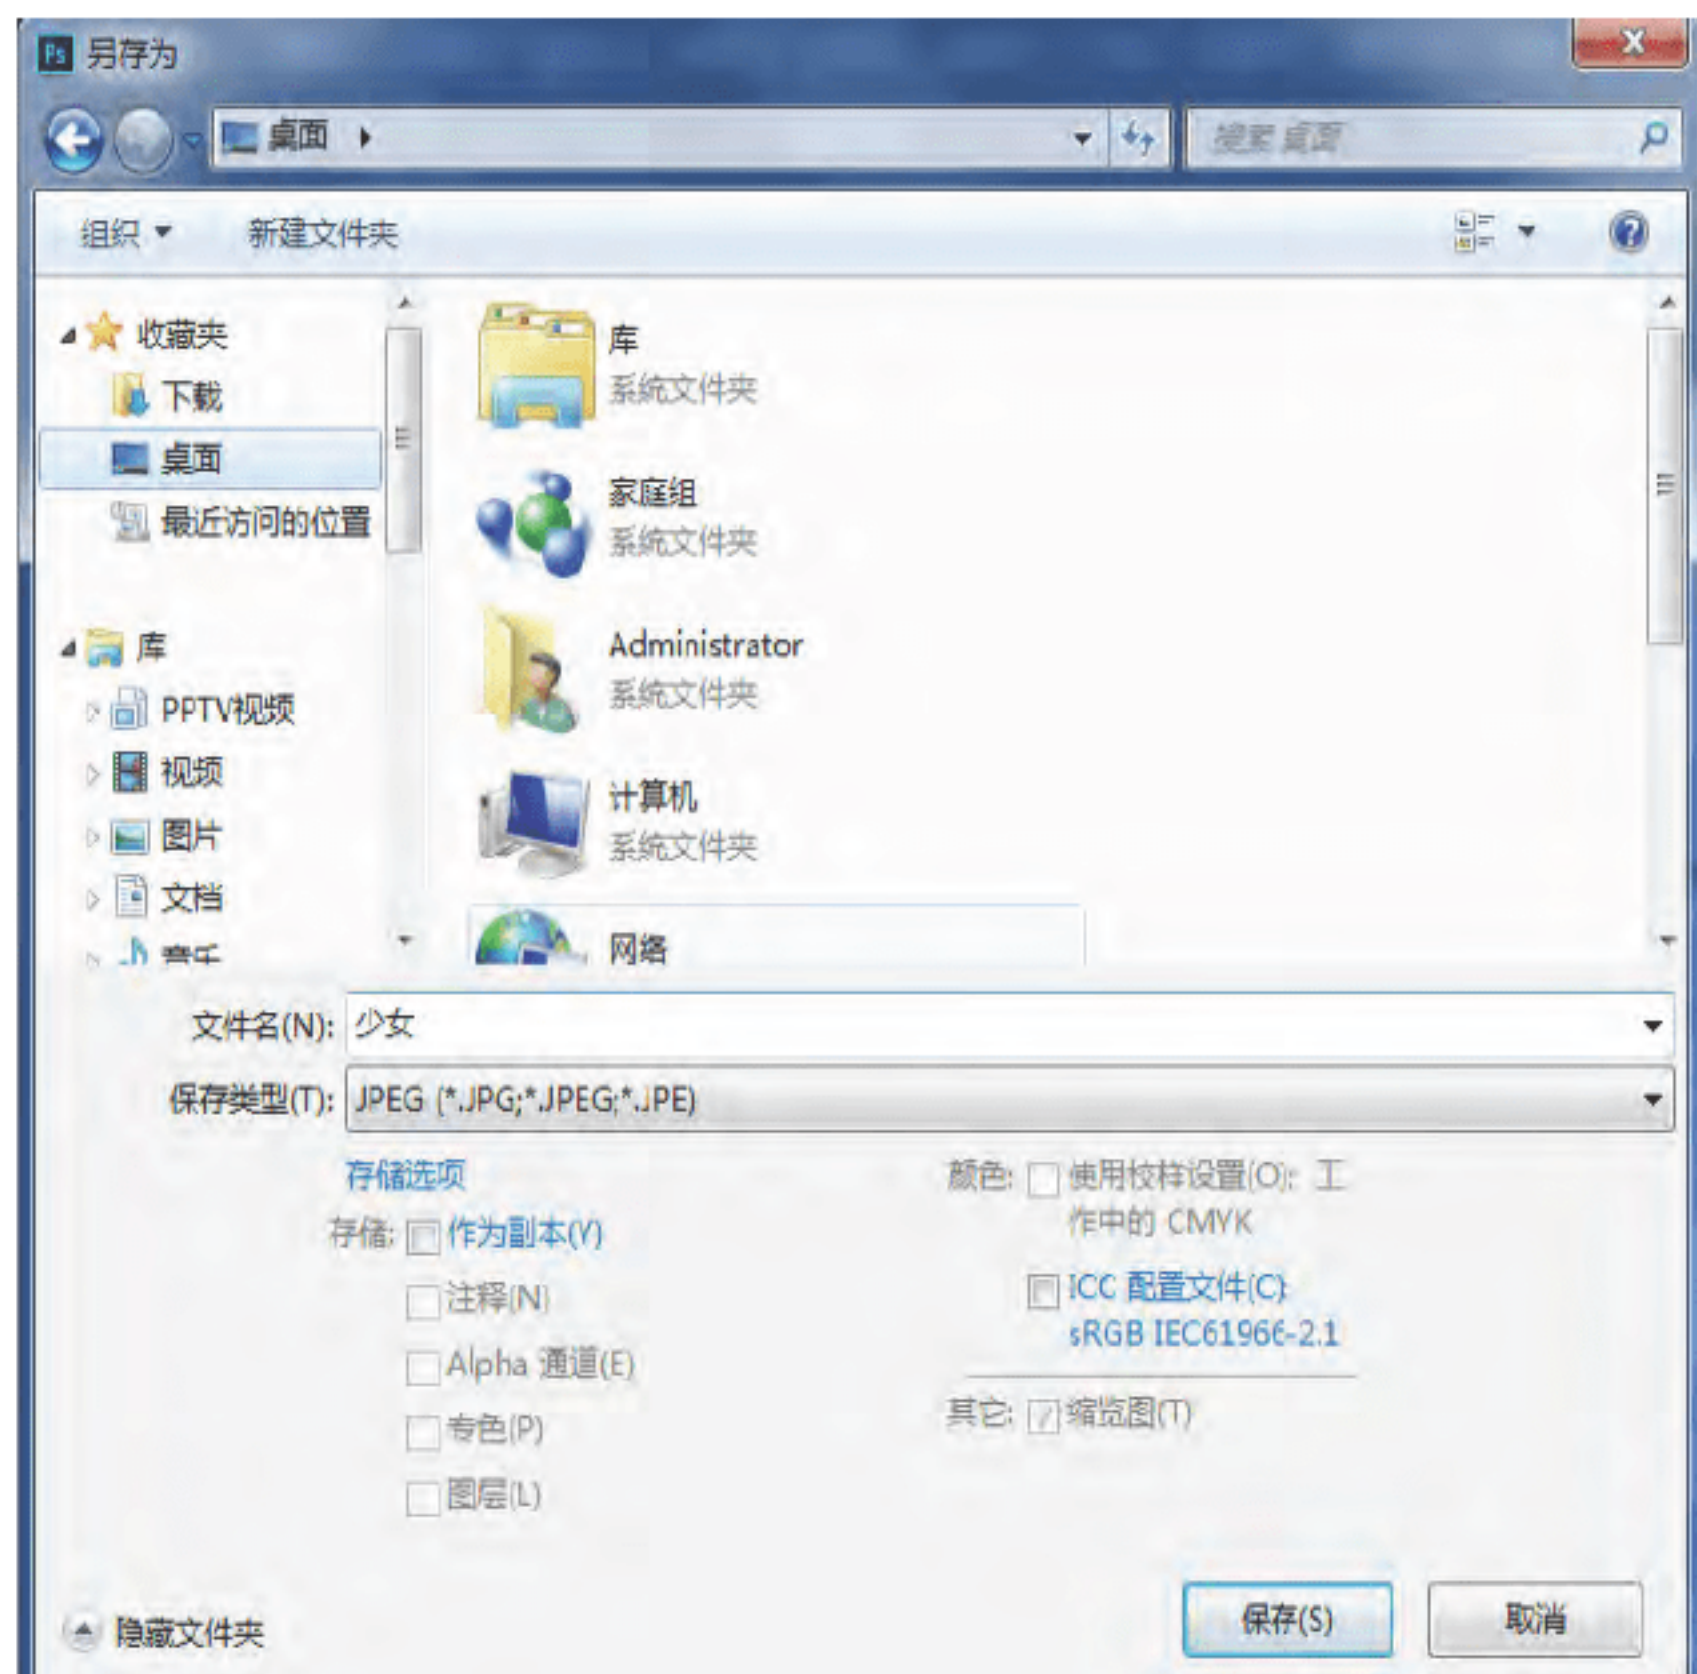 Ps 另存为
桌面
搜索 桌面
组织 新建文件夹
收藏夹
下载
桌面
最近访问的位置
库
PPTV视频
视频
图片
文档
音乐
库
系统文件夹
家庭组
系统文件夹
Administrator
系统文件夹
计算机
系统文件夹
网络
文件名(N): 少女
保存类型(T): JPEG (*.JPG;*.JPEG;*.JPE)
存储选项
存储: 作为副本(Y)
注释(N)
Alpha 通道(E)
专色(P)
图层(L)
颜色: 使用校样设置(O): 工
作中的 CMYK
ICC 配置文件(C):
sRGB IEC61966-2.1
其它: 缩览图(T)
隐藏文件夹
保存(S) 取消